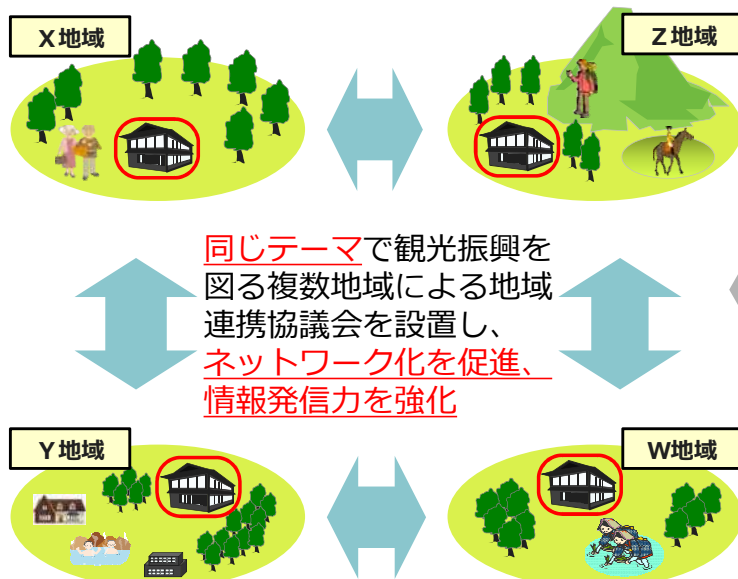 X地域
Z地域
同じテーマで観光振興を
図る複数地域による地域
連携協議会を設置し、
ネットワーク化を促進、
情報発信力を強化
Y地域
W地域